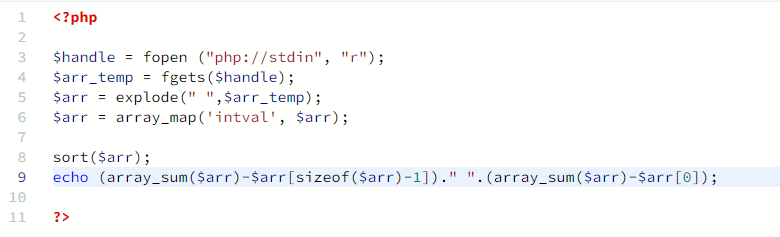 1 <?php
2
3 $handle = fopen ("php://stdin", "r");
4 $arr_temp = fgets($handle);
5 $arr = explode(" ",$arr_temp);
6 $arr = array_map('intval', $arr);
7
8 sort($arr);
9 echo (array_sum($arr)-$arr[sizeof($arr)-1])." ".(array_sum($arr)-$arr[0]);
10
11 ?>